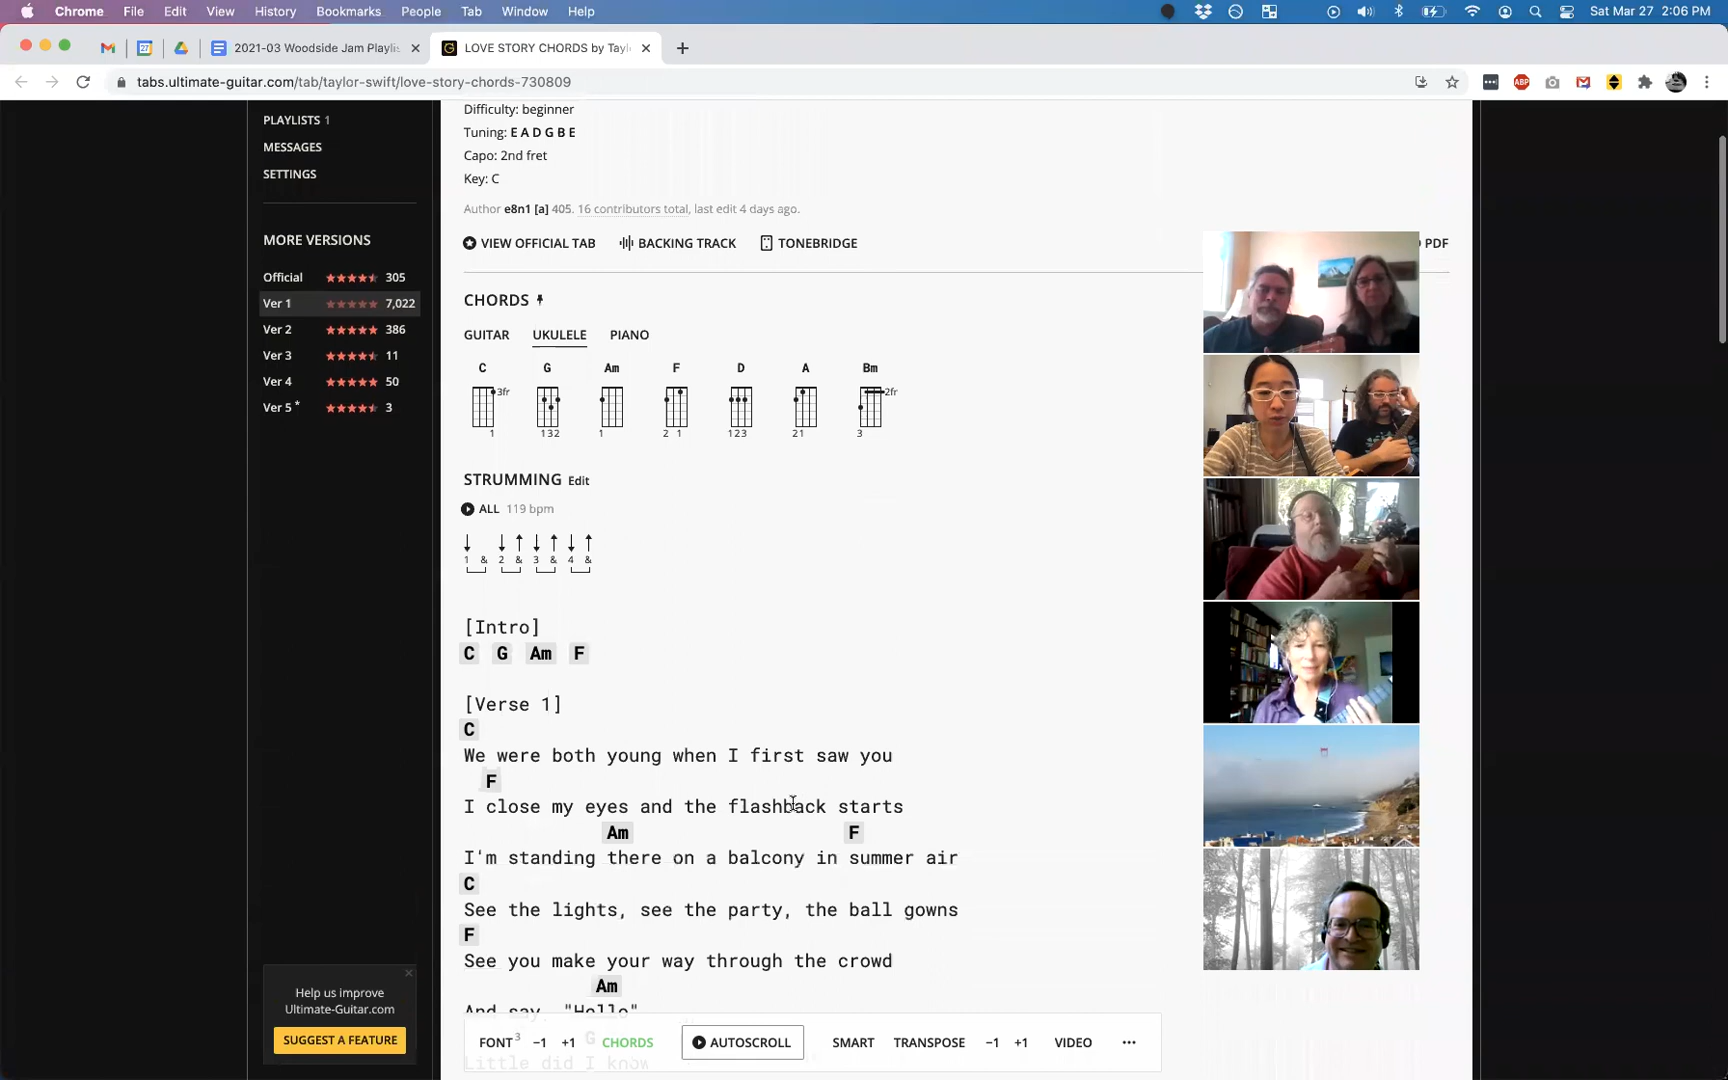 Chrome File Edit View History Bookmarks People Tab Window Help Sat Mar 27 2:06 PM
2021-03 Woodside Jam Playlis LOVE STORY CHORDS by Tayl
tabs.ultimate-guitar.com/tab/taylor-swift/love-story-chords-730809
PLAYLISTS 1
MESSAGES
SETTINGS
MORE VERSIONS
Official 305
Ver 1 7,022
Ver 2 386
Ver 3 11
Ver 4 50
Ver 5 * 3
Help us improve
Ultimate-Guitar.com
SUGGEST A FEATURE
Difficulty: beginner
Tuning: E A D G B E
Capo: 2nd fret
Key: C
Author e8n1 [a] 405. 16 contributors total, last edit 4 days ago.
VIEW OFFICIAL TAB BACKING TRACK TONEBRIDGE PDF
CHORDS
GUITAR UKULELE PIANO
C G Am F D A Bm
3fr 2fr
1 132 1 2 1 123 21 3
STRUMMING Edit
ALL 119 bpm
1 & 2 & 3 & 4 &
[Intro]
C G Am F
[Verse 1]
C
We were both young when I first saw you
F
I close my eyes and the flashback starts
Am F
I'm standing there on a balcony in summer air
C
See the lights, see the party, the ball gowns
F
See you make your way through the crowd
Am
And say, "Hello"
G
Little did I know
FONT 3 −1 +1 CHORDS AUTOSCROLL SMART TRANSPOSE −1 +1 VIDEO ...